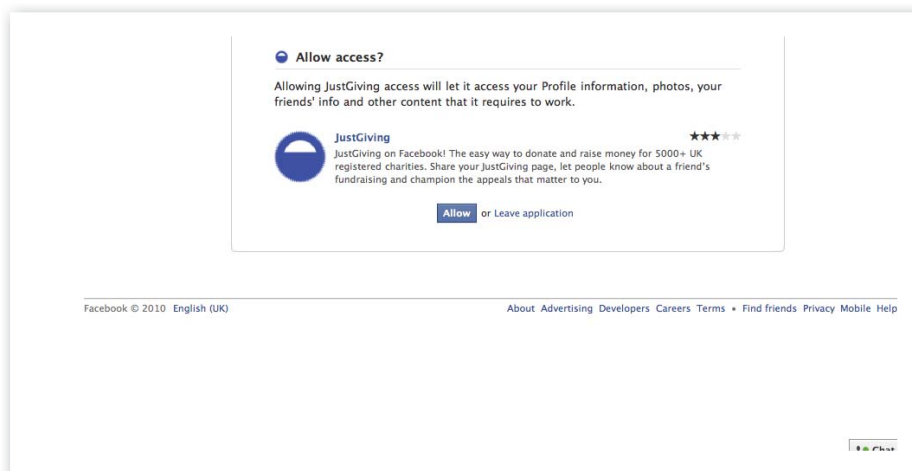 Allow access?
Allowing JustGiving access will let it access your Profile information, photos, your
friends' info and other content that it requires to work.
JustGiving
JustGiving on Facebook! The easy way to donate and raise money for 5000+ UK
registered charities. Share your JustGiving page, let people know about a friend's
fundraising and champion the appeals that matter to you.
Allow or Leave application
Facebook © 2010 English (UK)
About Advertising Developers Careers Terms • Find friends Privacy Mobile Help
Chat